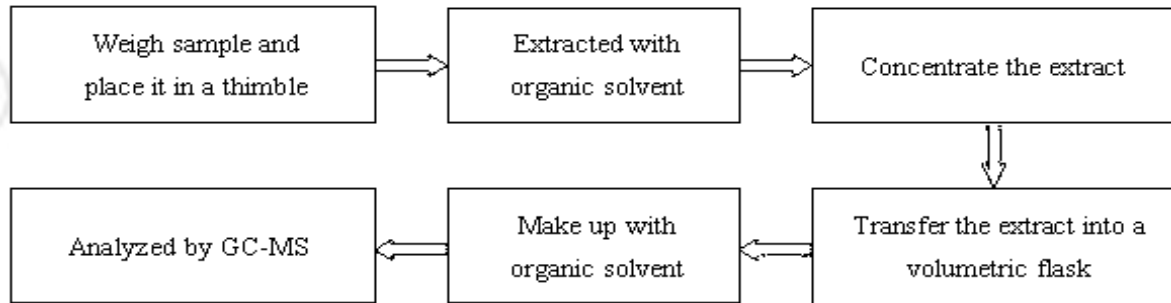 Weigh sample and
place it in a thimble
Extracted with
organic solvent
Concentrate the extract
Transfer the extract into a
volumetric flask
Make up with
organic solvent
Analyzed by GC-MS